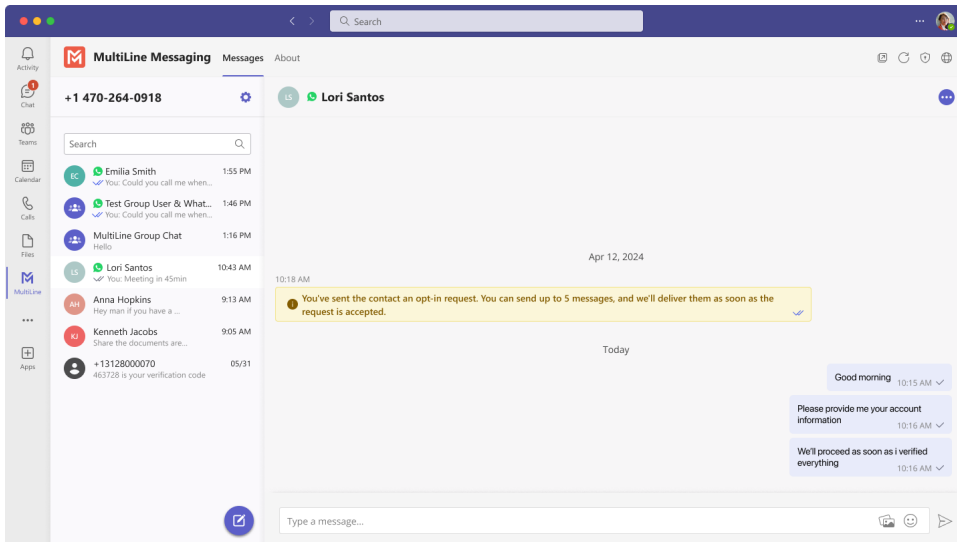 Search
Activity
Chat
1
Teams
Calendar
Calls
Files
MultiLine
Apps
MultiLine Messaging
Messages
About
+1 470-264-0918
Search
EC
Emilia Smith
1:55 PM
You: Could you call me when...
Test Group User & What...
1:46 PM
You: Could you call me when...
MultiLine Group Chat
1:16 PM
Hello
LS
Lori Santos
10:43 AM
You: Meeting in 45min
AH
Anna Hopkins
9:13 AM
Hey man if you have a ...
KJ
Kenneth Jacobs
9:05 AM
Share the documents are...
+13128000070
05/31
463728 is your verification code
LS
Lori Santos
Apr 12, 2024
10:18 AM
You've sent the contact an opt-in request. You can send up to 5 messages, and we'll deliver them as soon as the
request is accepted.
Today
Good morning
10:15 AM
Please provide me your account
information
10:16 AM
We'll proceed as soon as i verified
everything
10:16 AM
Type a message...